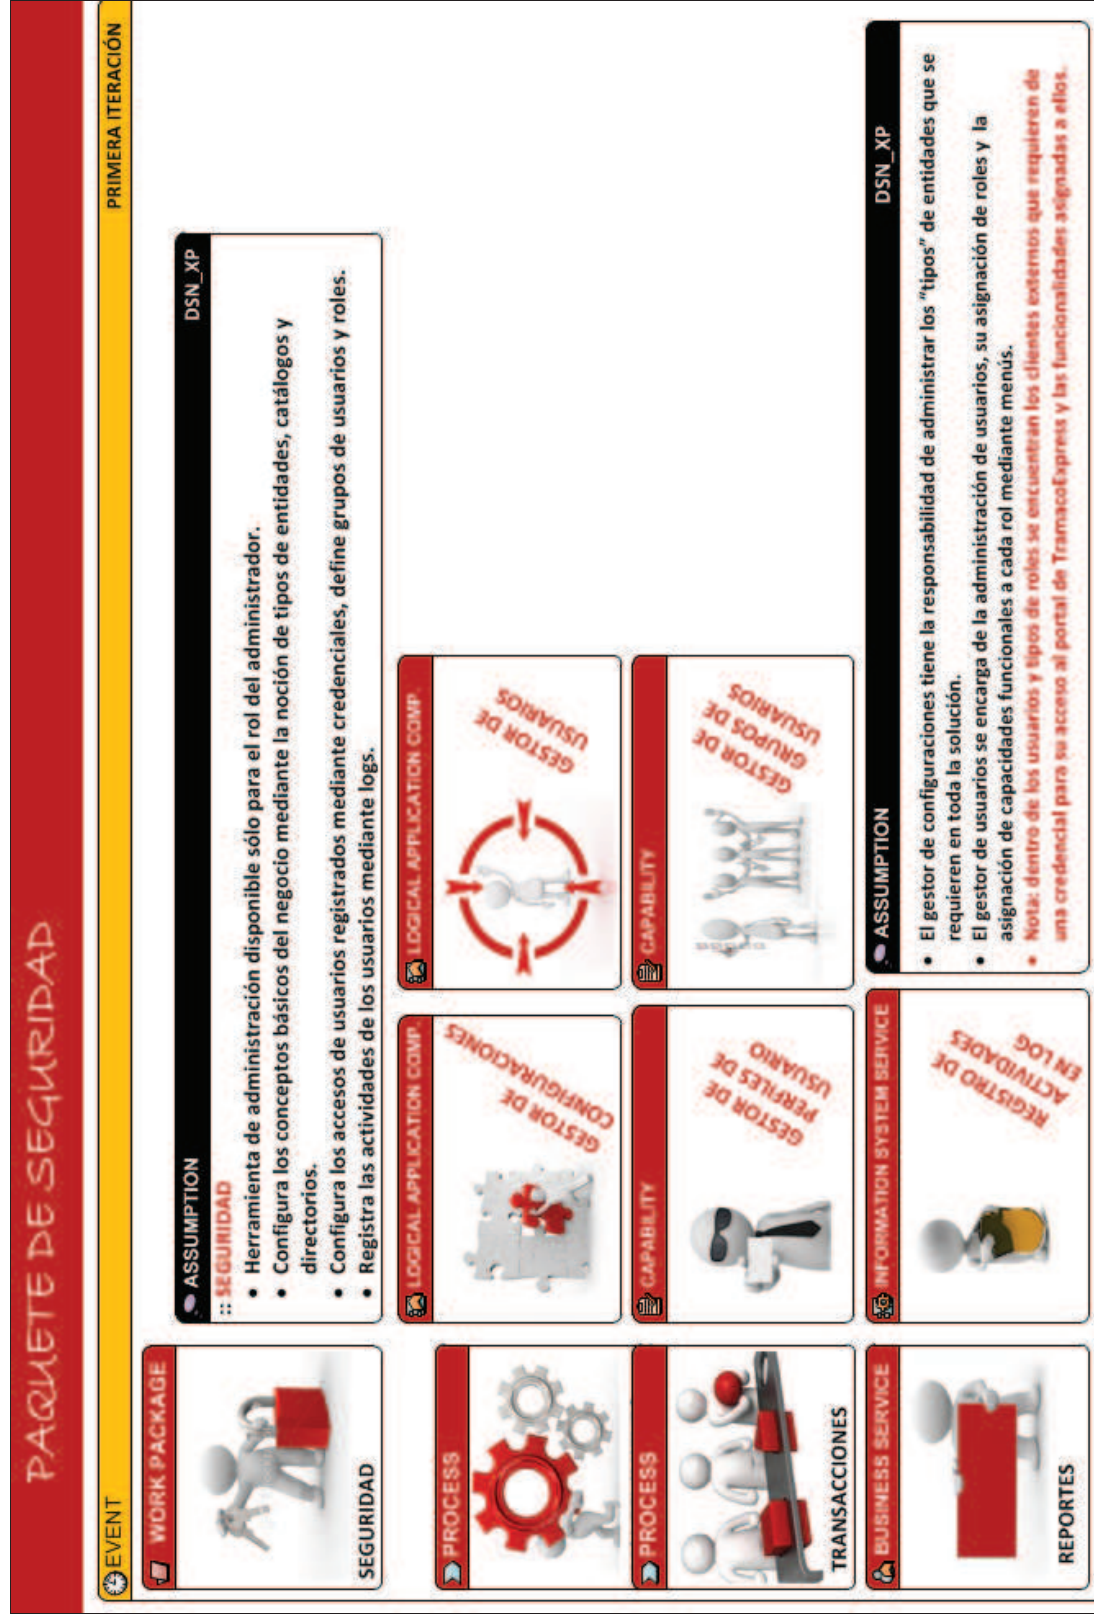 PAQUETE DE SEGURIDAD
EVENT
PRIMERA ITERACIÓN
WORK PACKAGE
SEGURIDAD
ASSUMPTION
DSN_XP
:: SEGURIDAD
• Herramienta de administración disponible sólo para el rol del administrador.
• Configura los conceptos básicos del negocio mediante la noción de tipos de entidades, catálogos y
directorios.
• Configura los accesos de usuarios registrados mediante credenciales, define grupos de usuarios y roles.
• Registra las actividades de los usuarios mediante logs.
PROCESS
LOGICAL APPLICATION COMP.
GESTOR DE
CONFIGURACIONES
LOGICAL APPLICATION COMP.
GESTOR DE
USUARIOS
PROCESS
TRANSACCIONES
CAPABILITY
GESTOR DE
PERFILES DE
USUARIO
CAPABILITY
GESTOR DE
GRUPOS DE
USUARIOS
BUSINESS SERVICE
REPORTES
INFORMATION SYSTEM SERVICE
REGISTRO DE
ACTIVIDADES
EN LOG
ASSUMPTION
DSN_XP
• El gestor de configuraciones tiene la responsabilidad de administrar los "tipos" de entidades que se
requieren en toda la solución.
• El gestor de usuarios se encarga de la administración de usuarios, su asignación de roles y la
asignación de capacidades funcionales a cada rol mediante menús.
• Nota: dentro de los usuarios y tipos de roles se encuentran los clientes externos que requieren de
una credencial para su acceso al portal de TramacoExpress y las funcionalidades asignadas a ellos.